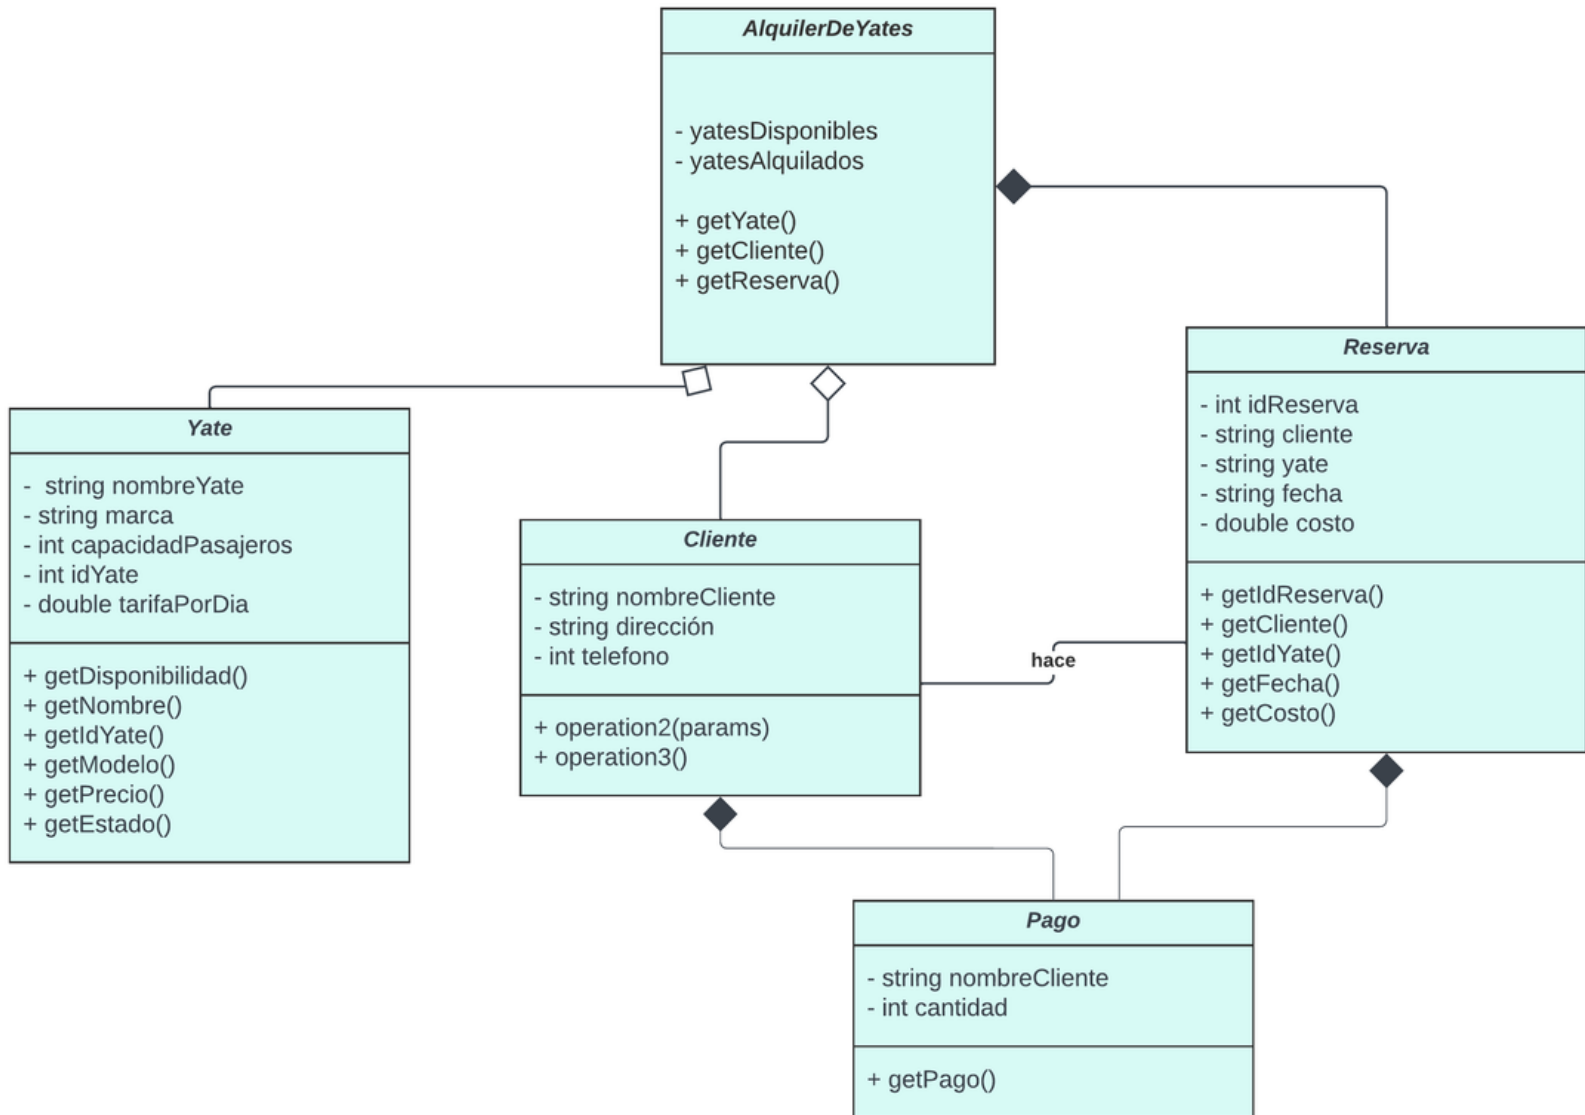 AlquilerDeYates
- yatesDisponibles
- yatesAlquilados
+ getYate()
+ getCliente()
+ getReserva()
Yate
- string nombreYate
- string marca
- int capacidadPasajeros
- int idYate
- double tarifaPorDia
+ getDisponibilidad()
+ getNombre()
+ getIdYate()
+ getModelo()
+ getPrecio()
+ getEstado()
Cliente
- string nombreCliente
- string dirección
- int telefono
+ operation2(params)
+ operation3()
hace
Reserva
- int idReserva
- string cliente
- string yate
- string fecha
- double costo
+ getIdReserva()
+ getCliente()
+ getIdYate()
+ getFecha()
+ getCosto()
Pago
- string nombreCliente
- int cantidad
+ getPago()